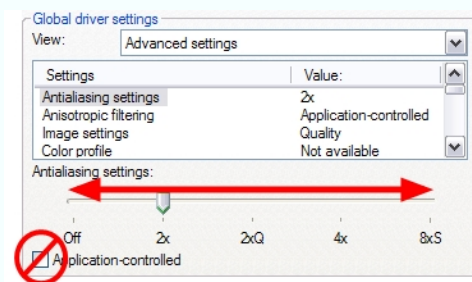 Global driver settings
View: Advanced settings
Settings Value:
Antialiasing settings 2x
Anisotropic filtering Application-controlled
Image settings Quality
Color profile Not available
Antialiasing settings:
Off 2x 2xQ 4x 8xS
Application-controlled